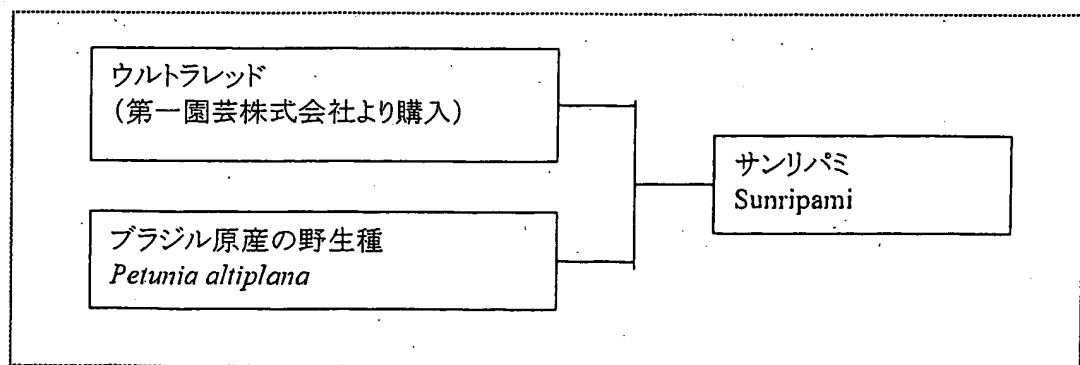 ウルトラレッド
（第一園芸株式会社より購入）
サンリパミ
Sunripami
ブラジル原産の野生種
Petunia altiplana